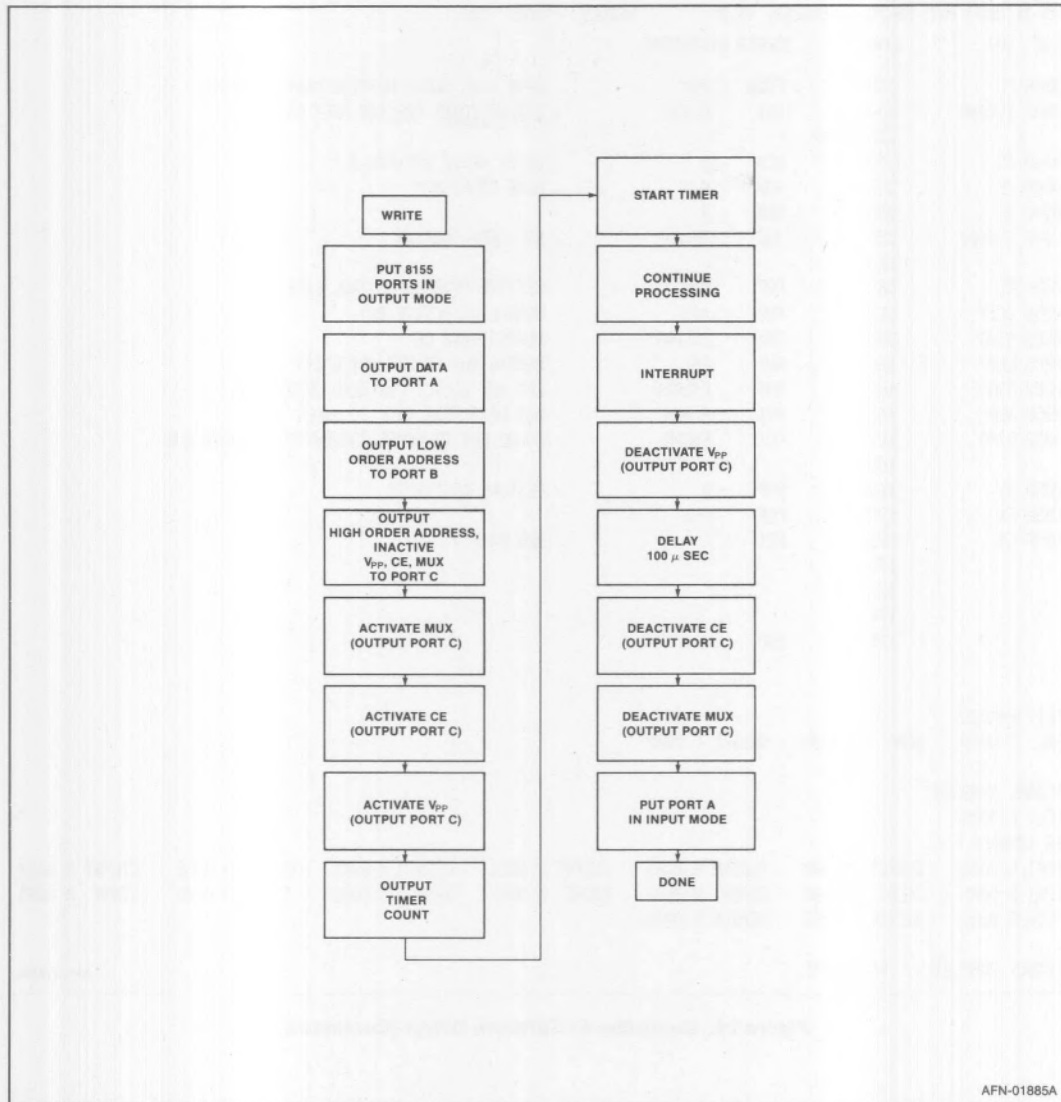 WRITE
PUT 8155
PORTS IN
OUTPUT MODE
OUTPUT DATA
TO PORT A
OUTPUT LOW
ORDER ADDRESS
TO PORT B
OUTPUT
HIGH ORDER ADDRESS,
INACTIVE
VPP, CE, MUX
TO PORT C
ACTIVATE MUX
(OUTPUT PORT C)
ACTIVATE CE
(OUTPUT PORT C)
ACTIVATE VPP
(OUTPUT PORT C)
OUTPUT
TIMER
COUNT
START TIMER
CONTINUE
PROCESSING
INTERRUPT
DEACTIVATE VPP
(OUTPUT PORT C)
DELAY
100 μ SEC
DEACTIVATE CE
(OUTPUT PORT C)
DEACTIVATE MUX
(OUTPUT PORT C)
PUT PORT A
IN INPUT MODE
DONE
AFN-01885A